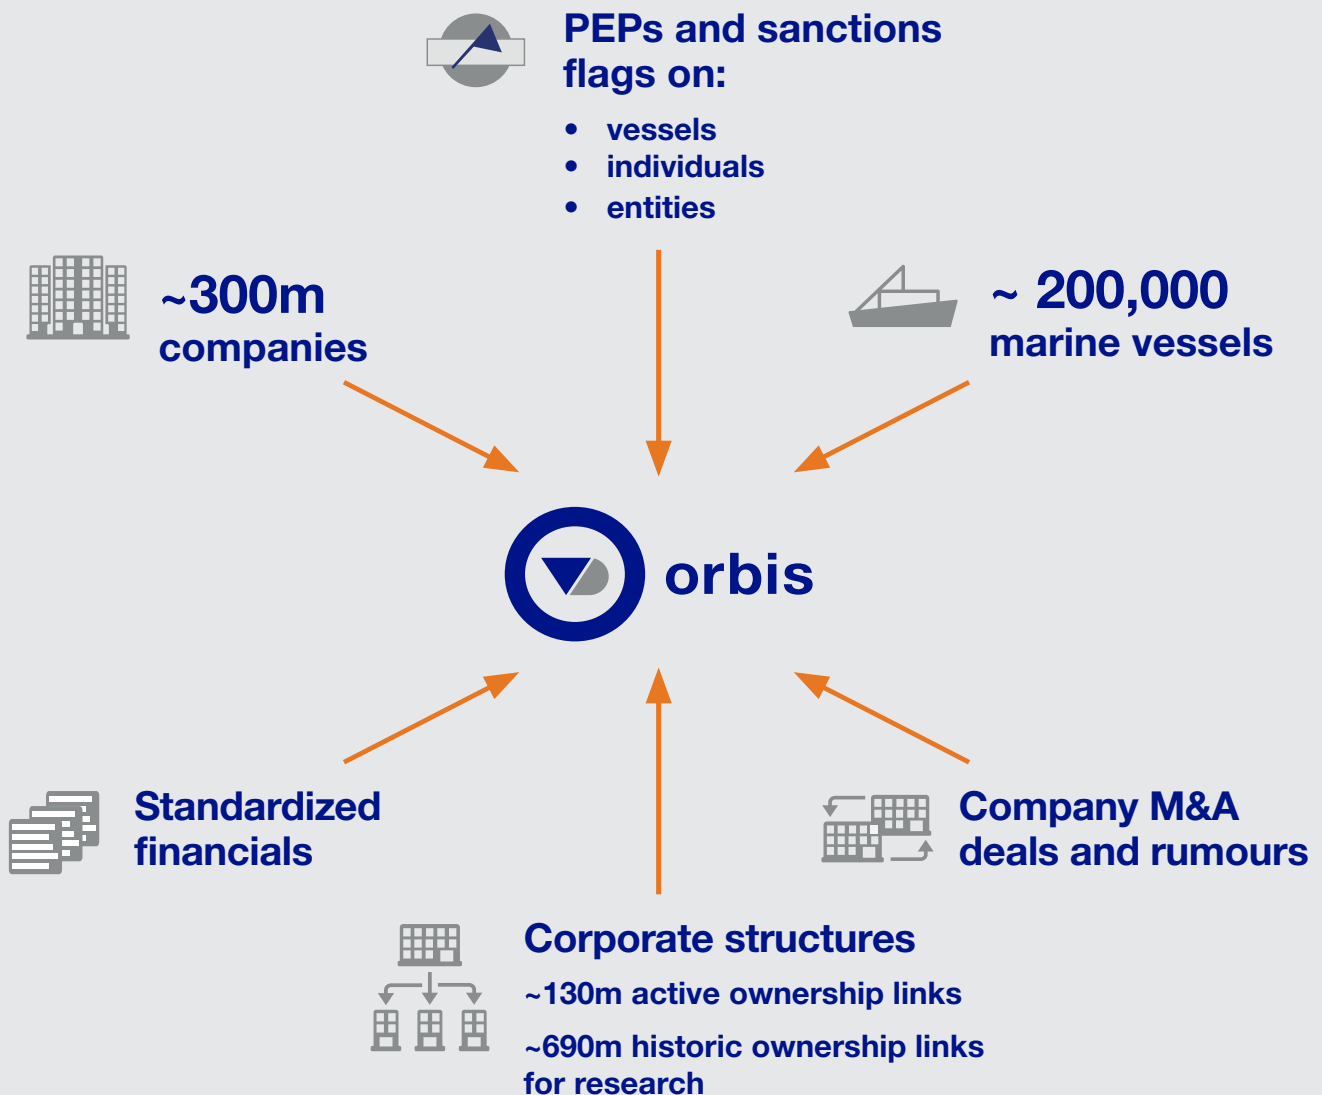 PEPs and sanctions
flags on:
• vessels
• individuals
• entities
~300m
companies
~ 200,000
marine vessels
orbis
Standardized
financials
Company M&A
deals and rumours
Corporate structures
~130m active ownership links
~690m historic ownership links
for research